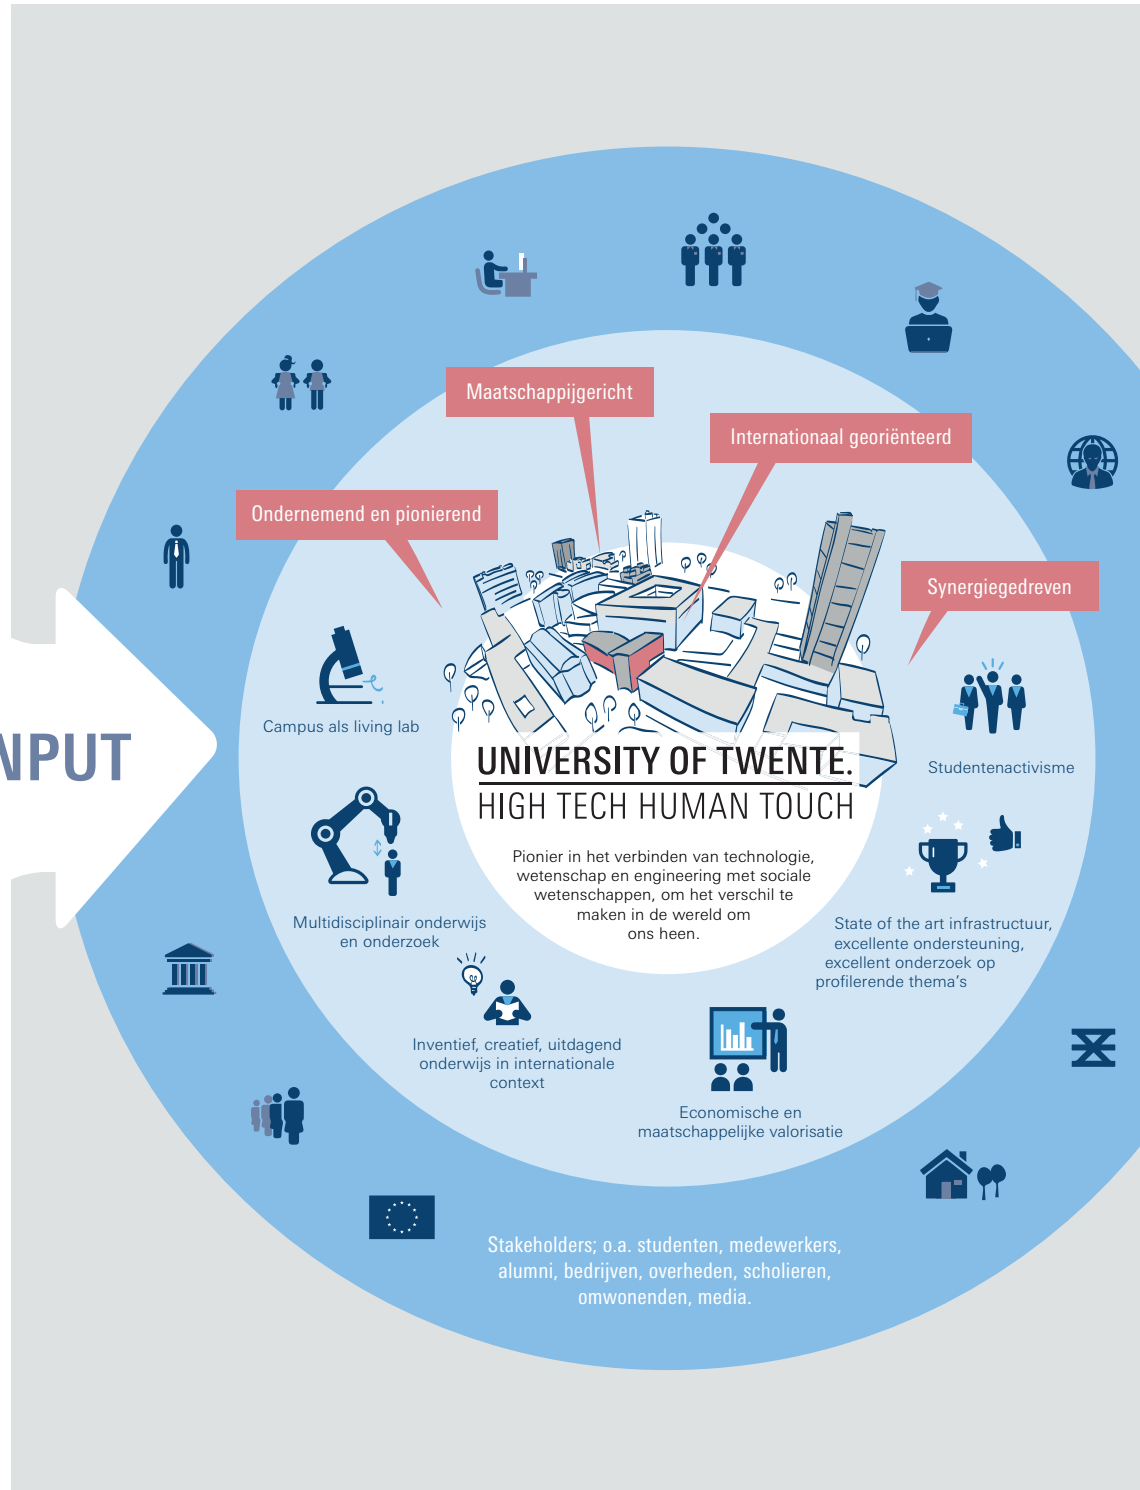 Maatschappijgericht
Internationaal georiënteerd
Ondernemend en pionierend
Synergiegedreven
Campus als living lab
NPUT
UNIVERSITY OF TWENTE.
HIGH TECH HUMAN TOUCH
Studentenactivisme
Pionier in het verbinden van technologie,
wetenschap en engineering met sociale
wetenschappen, om het verschil te
maken in de wereld om
ons heen.
Multidisciplinair onderwijs
en onderzoek
State of the art infrastructuur,
excellente ondersteuning,
excellent onderzoek op
profilerende thema's
Inventief, creatief, uitdagend
onderwijs in internationale
context
Economische en
maatschappelijke valorisatie
Stakeholders; o.a. studenten, medewerkers,
alumni, bedrijven, overheden, scholieren,
omwonenden, media.